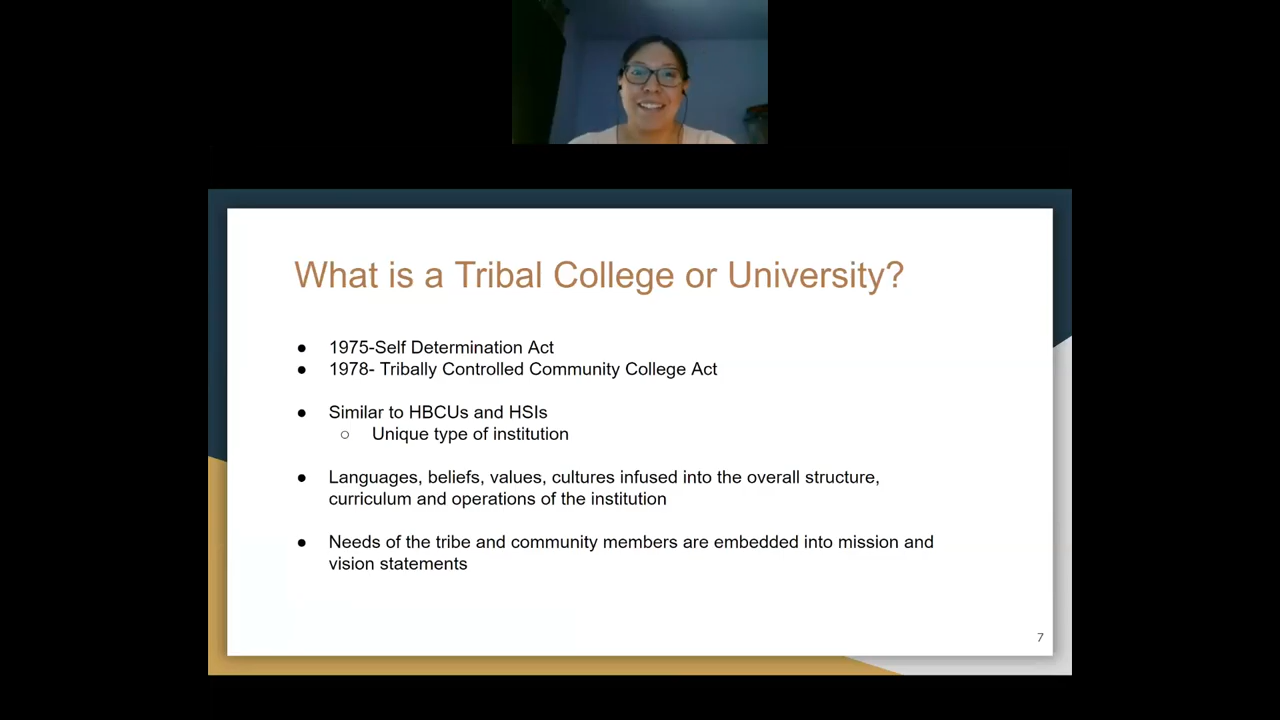 What is a Tribal College or University?
● 1975-Self Determination Act
● 1978- Tribally Controlled Community College Act
● Similar to HBCUs and HSIs
○ Unique type of institution
● Languages, beliefs, values, cultures infused into the overall structure,
curriculum and operations of the institution
● Needs of the tribe and community members are embedded into mission and
vision statements
7